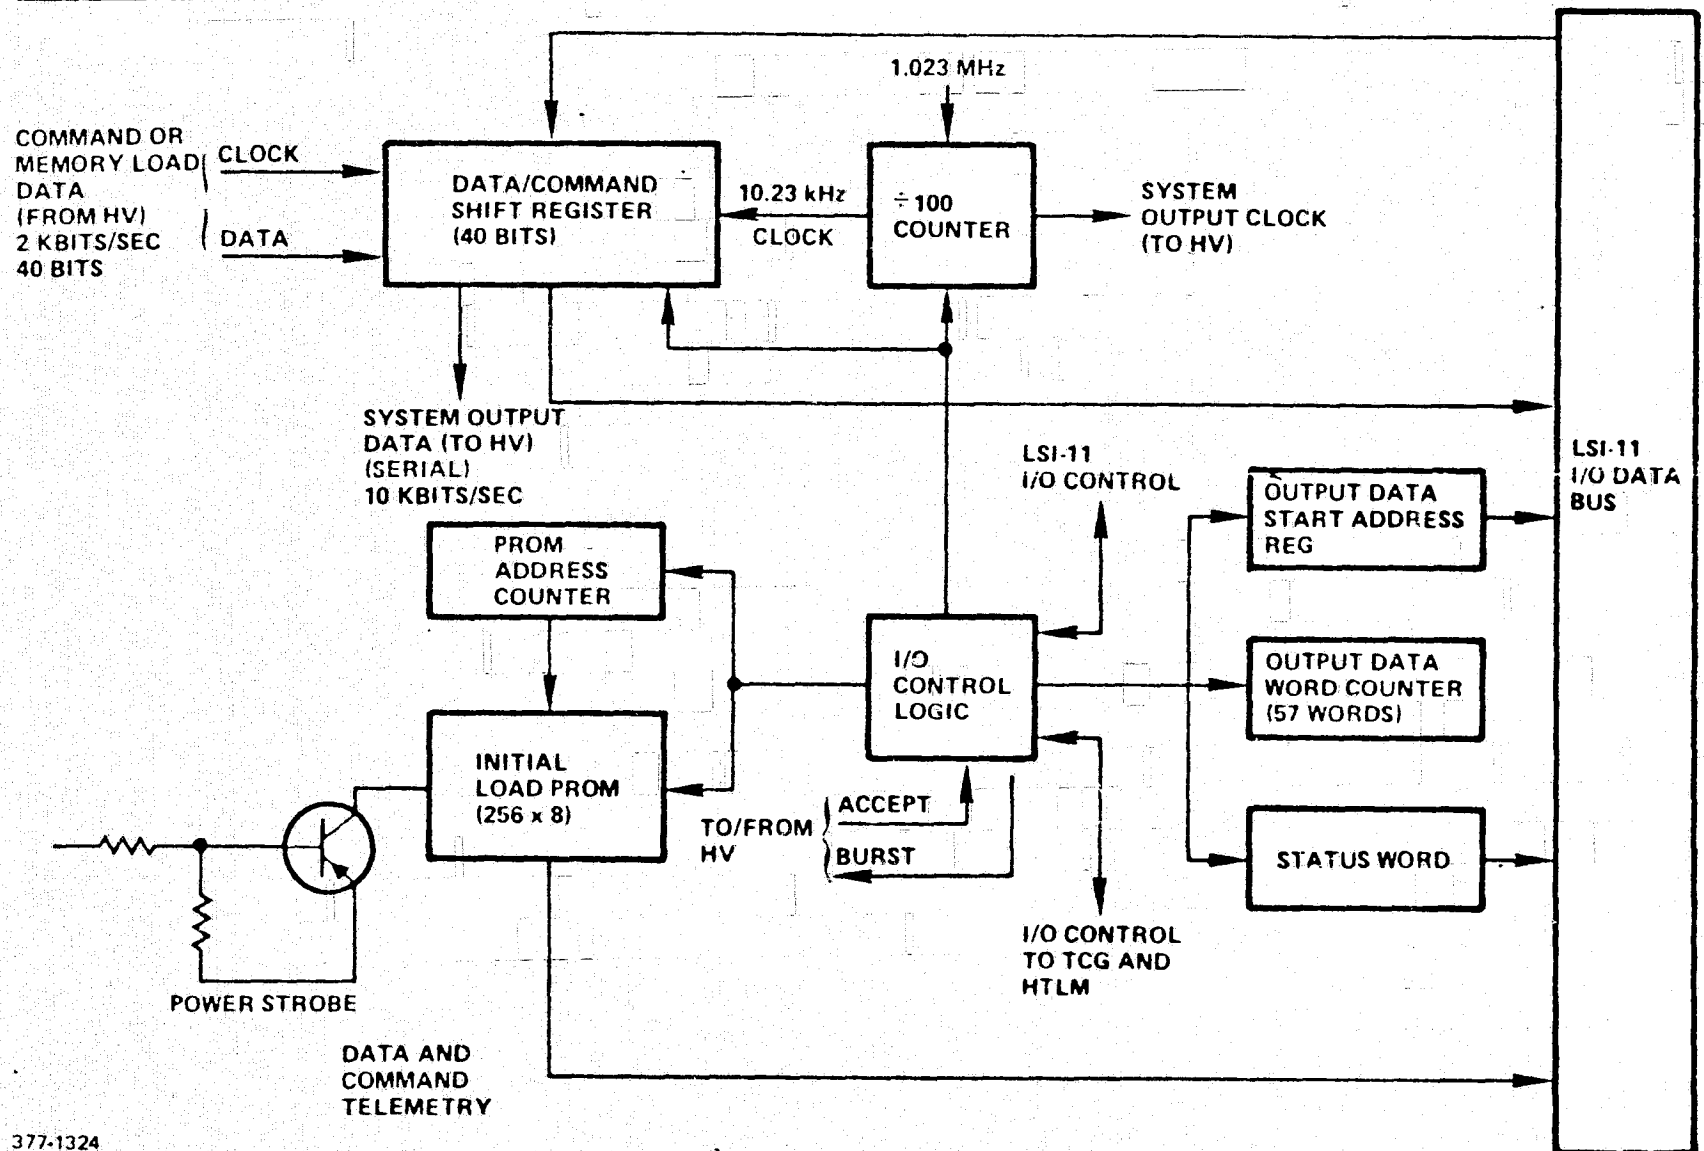 1.023 MHz
COMMAND OR
MEMORY LOAD
DATA
(FROM HV)
2 KBITS/SEC
40 BITS
CLOCK
DATA
DATA/COMMAND
SHIFT REGISTER
(40 BITS)
10.23 kHz
CLOCK
÷100
COUNTER
SYSTEM
OUTPUT CLOCK
(TO HV)
SYSTEM OUTPUT
DATA (TO HV)
(SERIAL)
10 KBITS/SEC
LSI-11
I/O CONTROL
LSI-11
I/O DATA
BUS
OUTPUT DATA
START ADDRESS
REG
PROM
ADDRESS
COUNTER
I/O
CONTROL
LOGIC
OUTPUT DATA
WORD COUNTER
(57 WORDS)
INITIAL
LOAD PROM
(256 x 8)
TO/FROM
HV
ACCEPT
BURST
STATUS WORD
I/O CONTROL
TO TCG AND
HTLM
POWER STROBE
DATA AND
COMMAND
TELEMETRY
377-1324